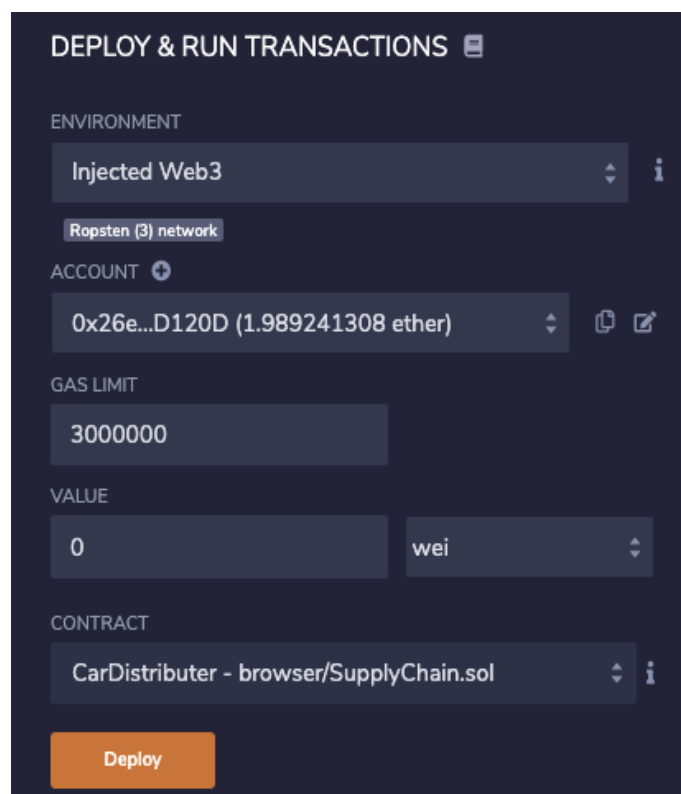 DEPLOY & RUN TRANSACTIONS
ENVIRONMENT
Injected Web3
Ropsten (3) network
ACCOUNT
0x26e...D120D (1.989241308 ether)
GAS LIMIT
3000000
VALUE
0 wei
CONTRACT
CarDistributer - browser/SupplyChain.sol
Deploy